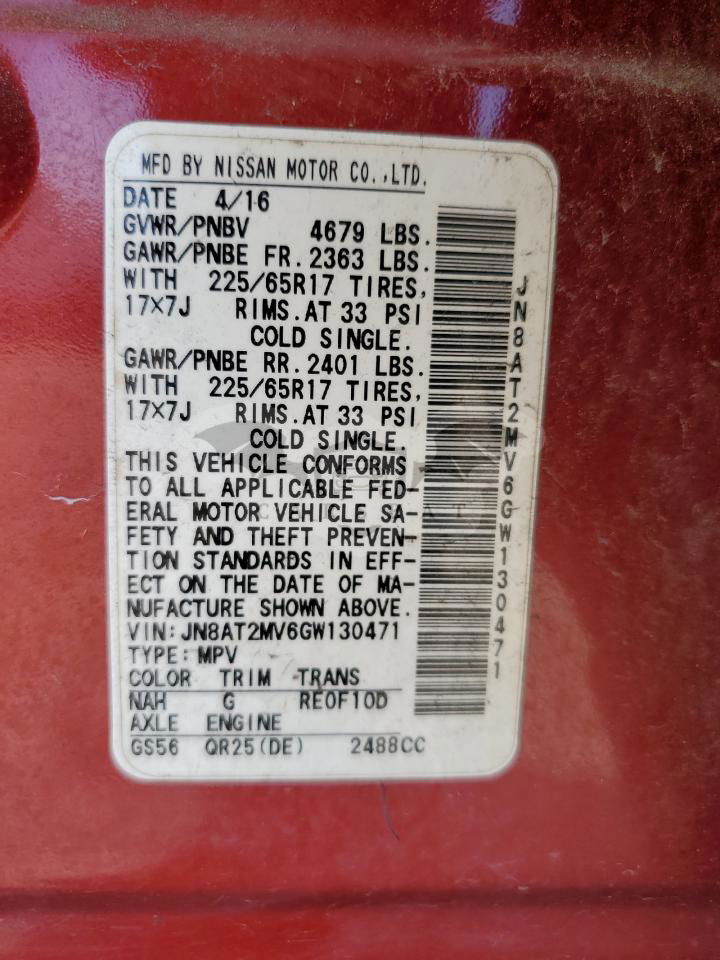 MFD BY NISSAN MOTOR CO.,LTD.
DATE 4/16
GVWR/PNBV 4679 LBS.
GAWR/PNBE FR. 2363 LBS.
WITH 225/65R17 TIRES,
17×7J RIMS. AT 33 PSI
COLD SINGLE.
GAWR/PNBE RR. 2401 LBS.
WITH 225/65R17 TIRES,
17×7J RIMS. AT 33 PSI
COLD SINGLE.
THIS VEHICLE CONFORMS
TO ALL APPLICABLE FED-
ERAL MOTOR VEHICLE SA-
FETY AND THEFT PREVEN-
TION STANDARDS IN EFF-
ECT ON THE DATE OF MA-
NUFACTURE SHOWN ABOVE.
VIN: JN8AT2MV6GW130471
TYPE: MPV
COLOR TRIM TRANS
NAH G RE0F10D
AXLE ENGINE
GS56 QR25(DE) 2488CC
JN8AT2MV6GW130471